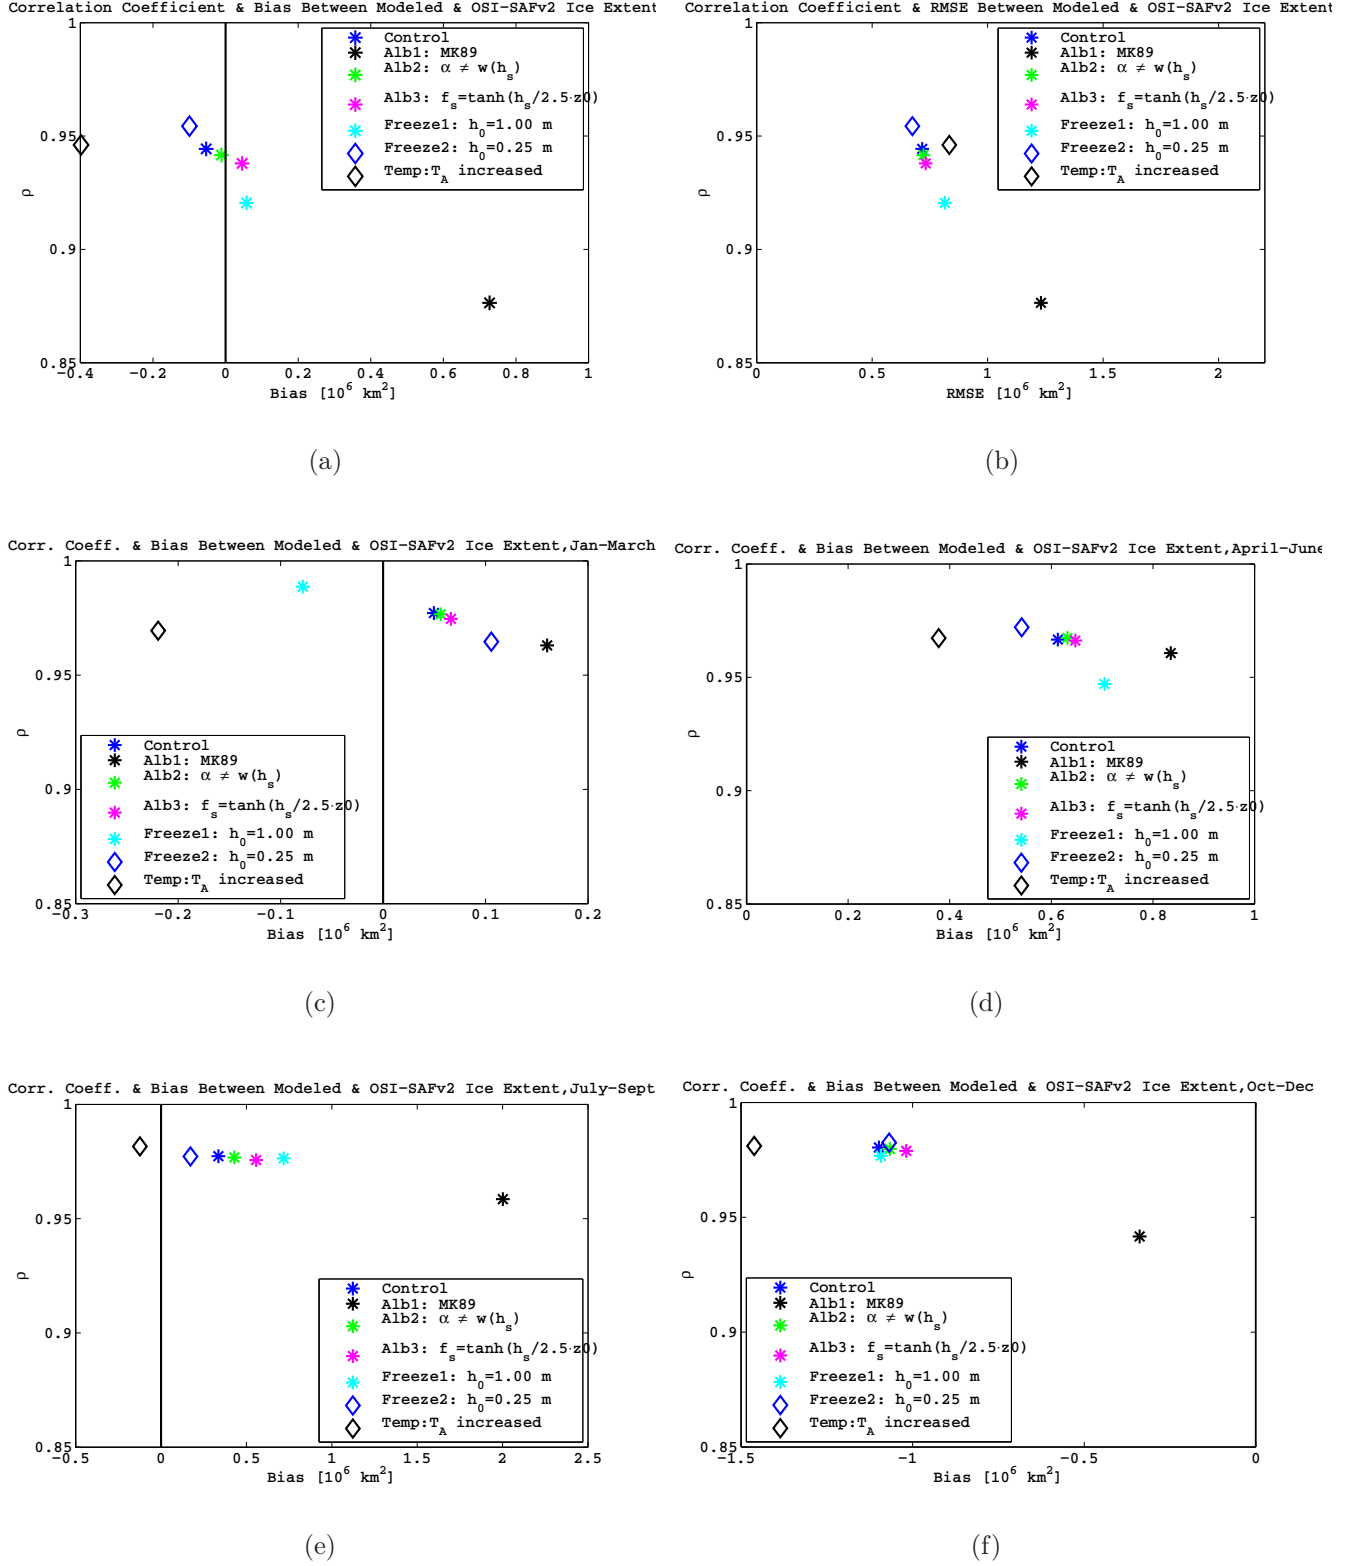 Correlation Coefficient & Bias Between Modeled & OSI-SAFv2 Ice Extent
1
0.95
0.9
0.85
ρ
Control
Alb1: MK89
Alb2: α ≠ w(h_s)
Alb3: f_s=tanh(h_s/2.5·z0)
Freeze1: h_0=1.00 m
Freeze2: h_0=0.25 m
Temp:T_A increased
−0.4 −0.2 0 0.2 0.4 0.6 0.8 1
Bias [10^6 km^2]
(a)
Correlation Coefficient & RMSE Between Modeled & OSI-SAFv2 Ice Extent
1
0.95
0.9
0.85
ρ
Control
Alb1: MK89
Alb2: α ≠ w(h_s)
Alb3: f_s=tanh(h_s/2.5·z0)
Freeze1: h_0=1.00 m
Freeze2: h_0=0.25 m
Temp:T_A increased
0 0.5 1 1.5 2
RMSE [10^6 km^2]
(b)
Corr. Coeff. & Bias Between Modeled & OSI-SAFv2 Ice Extent,Jan-March
1
0.95
0.9
0.85
ρ
Control
Alb1: MK89
Alb2: α ≠ w(h_s)
Alb3: f_s=tanh(h_s/2.5·z0)
Freeze1: h_0=1.00 m
Freeze2: h_0=0.25 m
Temp:T_A increased
−0.3 −0.2 −0.1 0 0.1 0.2
Bias [10^6 km^2]
(c)
Corr. Coeff. & Bias Between Modeled & OSI-SAFv2 Ice Extent,April-June
1
0.95
0.9
0.85
ρ
Control
Alb1: MK89
Alb2: α ≠ w(h_s)
Alb3: f_s=tanh(h_s/2.5·z0)
Freeze1: h_0=1.00 m
Freeze2: h_0=0.25 m
Temp:T_A increased
0 0.2 0.4 0.6 0.8 1
Bias [10^6 km^2]
(d)
Corr. Coeff. & Bias Between Modeled & OSI-SAFv2 Ice Extent,July-Sept
1
0.95
0.9
0.85
ρ
Control
Alb1: MK89
Alb2: α ≠ w(h_s)
Alb3: f_s=tanh(h_s/2.5·z0)
Freeze1: h_0=1.00 m
Freeze2: h_0=0.25 m
Temp:T_A increased
−0.5 0 0.5 1 1.5 2 2.5
Bias [10^6 km^2]
(e)
Corr. Coeff. & Bias Between Modeled & OSI-SAFv2 Ice Extent,Oct-Dec
1
0.95
0.9
0.85
ρ
Control
Alb1: MK89
Alb2: α ≠ w(h_s)
Alb3: f_s=tanh(h_s/2.5·z0)
Freeze1: h_0=1.00 m
Freeze2: h_0=0.25 m
Temp:T_A increased
−1.5 −1 −0.5 0
Bias [10^6 km^2]
(f)